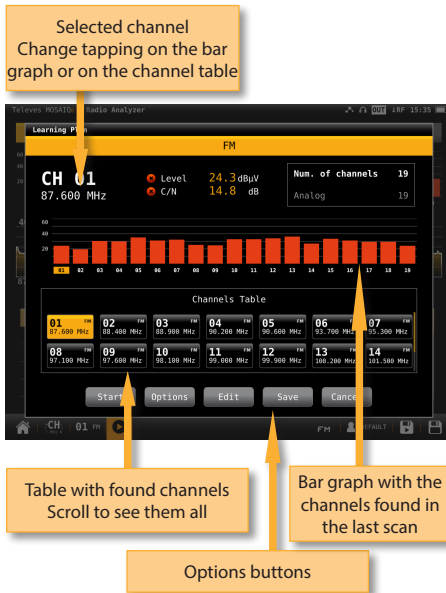 Selected channel
Change tapping on the bar
graph or on the channel table
Televes MOSAIQ Radio Analyzer OUT ↓RF 15:35
Learning Plan
FM
CH 01
87.600 MHz
Level 24.3 dBμV
C/N 14.8 dB
Num. of channels 19
Analog 19
60
40
20
01 02 03 04 05 06 07 08 09 10 11 12 13 14 15 16 17 18 19
Channels Table
01 FM 02 FM 03 FM 04 FM 05 FM 06 FM 07 FM
87.600 MHz 88.400 MHz 88.900 MHz 90.200 MHz 90.600 MHz 93.700 MHz 95.300 MHz
08 FM 09 FM 10 FM 11 FM 12 FM 13 FM 14 FM
97.100 MHz 97.600 MHz 98.100 MHz 99.000 MHz 99.900 MHz 100.200 MHz 101.500 MHz
Start Options Edit Save Cancel
CH 01 FM FM DEFAULT
Table with found channels
Scroll to see them all
Bar graph with the
channels found in
the last scan
Options buttons